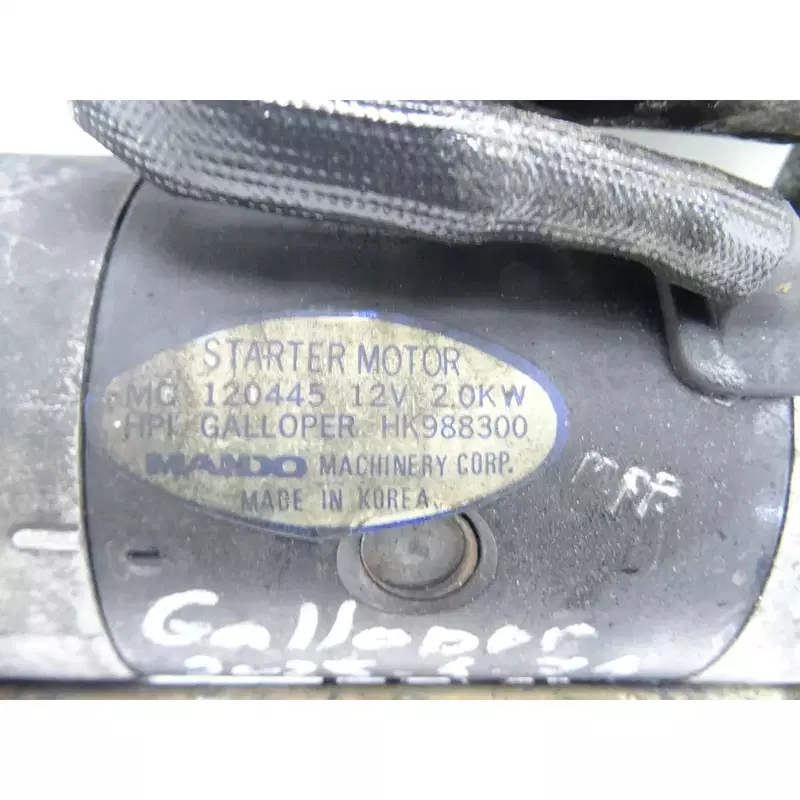 STARTER MOTOR
MC 120445 12V 2.0KW
HPI GALLOPER HK988300
MANDO MACHINERY CORP.
MADE IN KOREA
Galloper